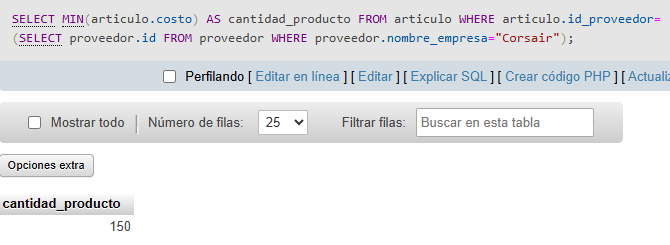 SELECT MIN(articulo.costo) AS cantidad_producto FROM articulo WHERE articulo.id_proveedor=
(SELECT proveedor.id FROM proveedor WHERE proveedor.nombre_empresa="Corsair");
Perfilando [ Editar en línea ] [ Editar ] [ Explicar SQL ] [ Crear código PHP ] [ Actualiz
Mostrar todo Número de filas: 25 Filtrar filas: Buscar en esta tabla
Opciones extra
cantidad_producto
150